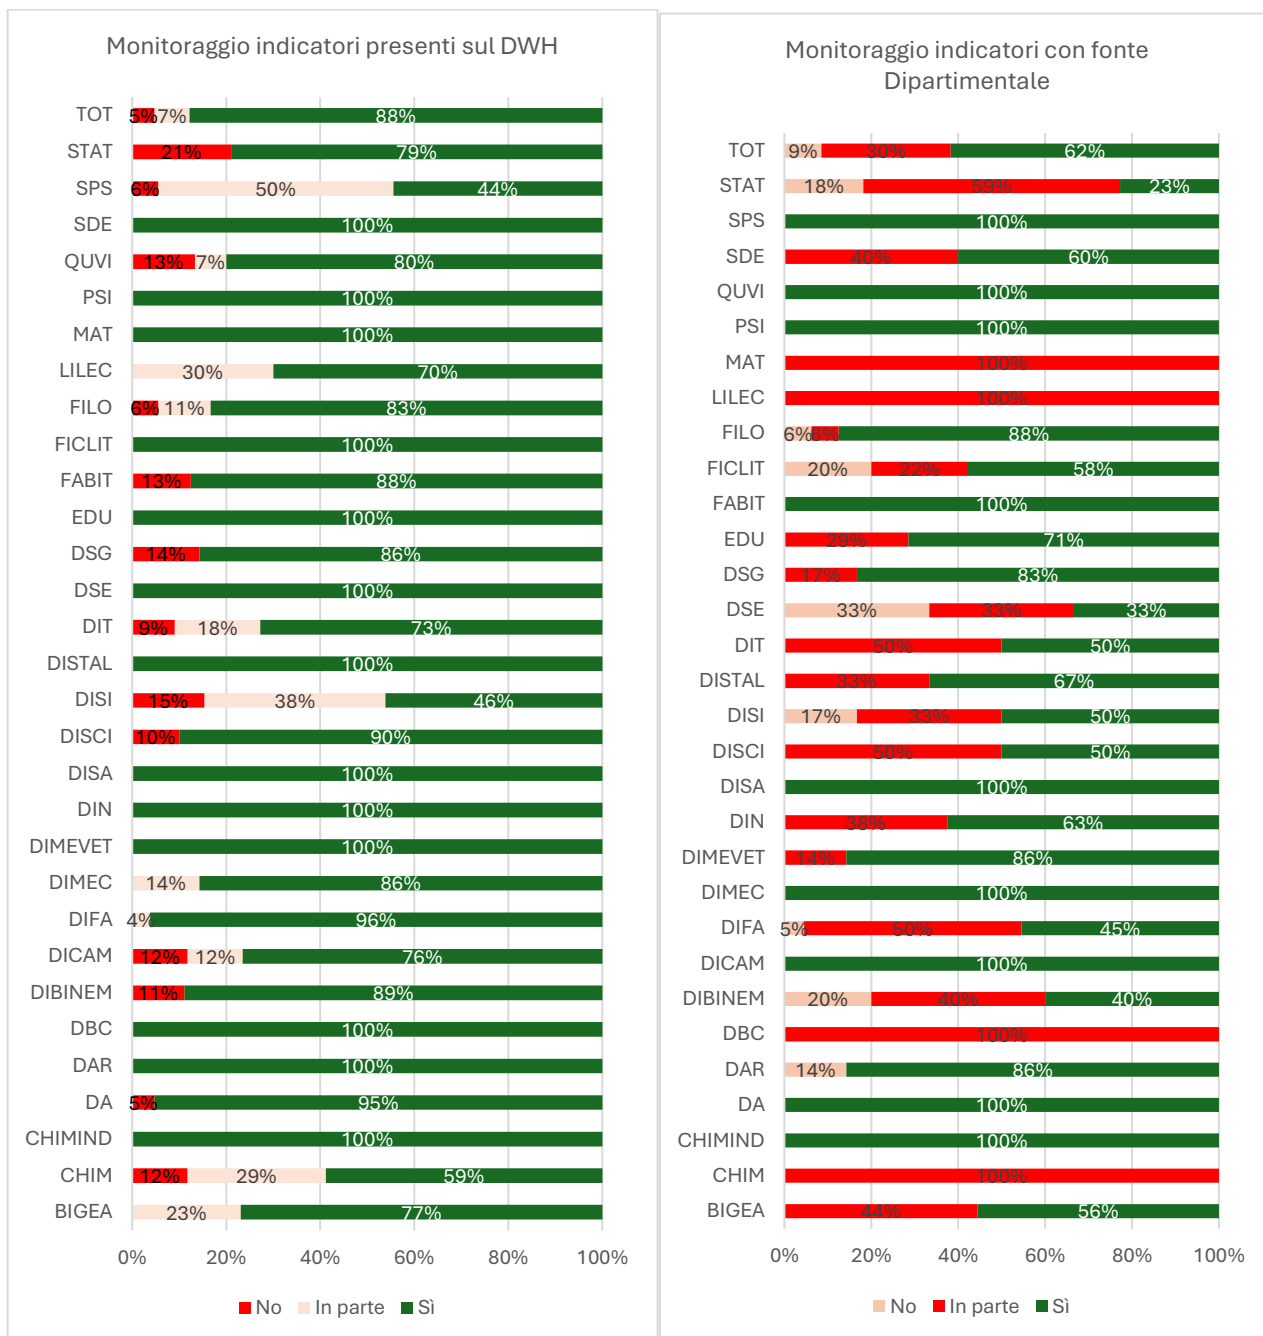 Monitoraggio indicatori presenti sul DWH
TOT 5% 7% 88%
STAT 21% 79%
SPS 6% 50% 44%
SDE 100%
QUVI 13% 7% 80%
PSI 100%
MAT 100%
LILEC 30% 70%
FILO 6% 11% 83%
FICLIT 100%
FABIT 13% 88%
EDU 100%
DSG 14% 86%
DSE 100%
DIT 9% 18% 73%
DISTAL 100%
DISI 15% 38% 46%
DISCI 10% 90%
DISA 100%
DIN 100%
DIMEVET 100%
DIMEC 14% 86%
DIFA 4% 96%
DICAM 12% 12% 76%
DIBINEM 11% 89%
DBC 100%
DAR 100%
DA 5% 95%
CHIMIND 100%
CHIM 12% 29% 59%
BIGEA 23% 77%
0% 20% 40% 60% 80% 100%
No In parte Sì
Monitoraggio indicatori con fonte
Dipartimentale
TOT 9% 30% 62%
STAT 18% 59% 23%
SPS 100%
SDE 40% 60%
QUVI 100%
PSI 100%
MAT 100%
LILEC 100%
FILO 6% 6% 88%
FICLIT 20% 22% 58%
FABIT 100%
EDU 29% 71%
DSG 17% 83%
DSE 33% 33% 33%
DIT 50% 50%
DISTAL 33% 67%
DISI 17% 33% 50%
DISCI 50% 50%
DISA 100%
DIN 38% 63%
DIMEVET 14% 86%
DIMEC 100%
DIFA 5% 50% 45%
DICAM 100%
DIBINEM 20% 40% 40%
DBC 100%
DAR 14% 86%
DA 100%
CHIMIND 100%
CHIM 100%
BIGEA 44% 56%
0% 20% 40% 60% 80% 100%
No In parte Sì